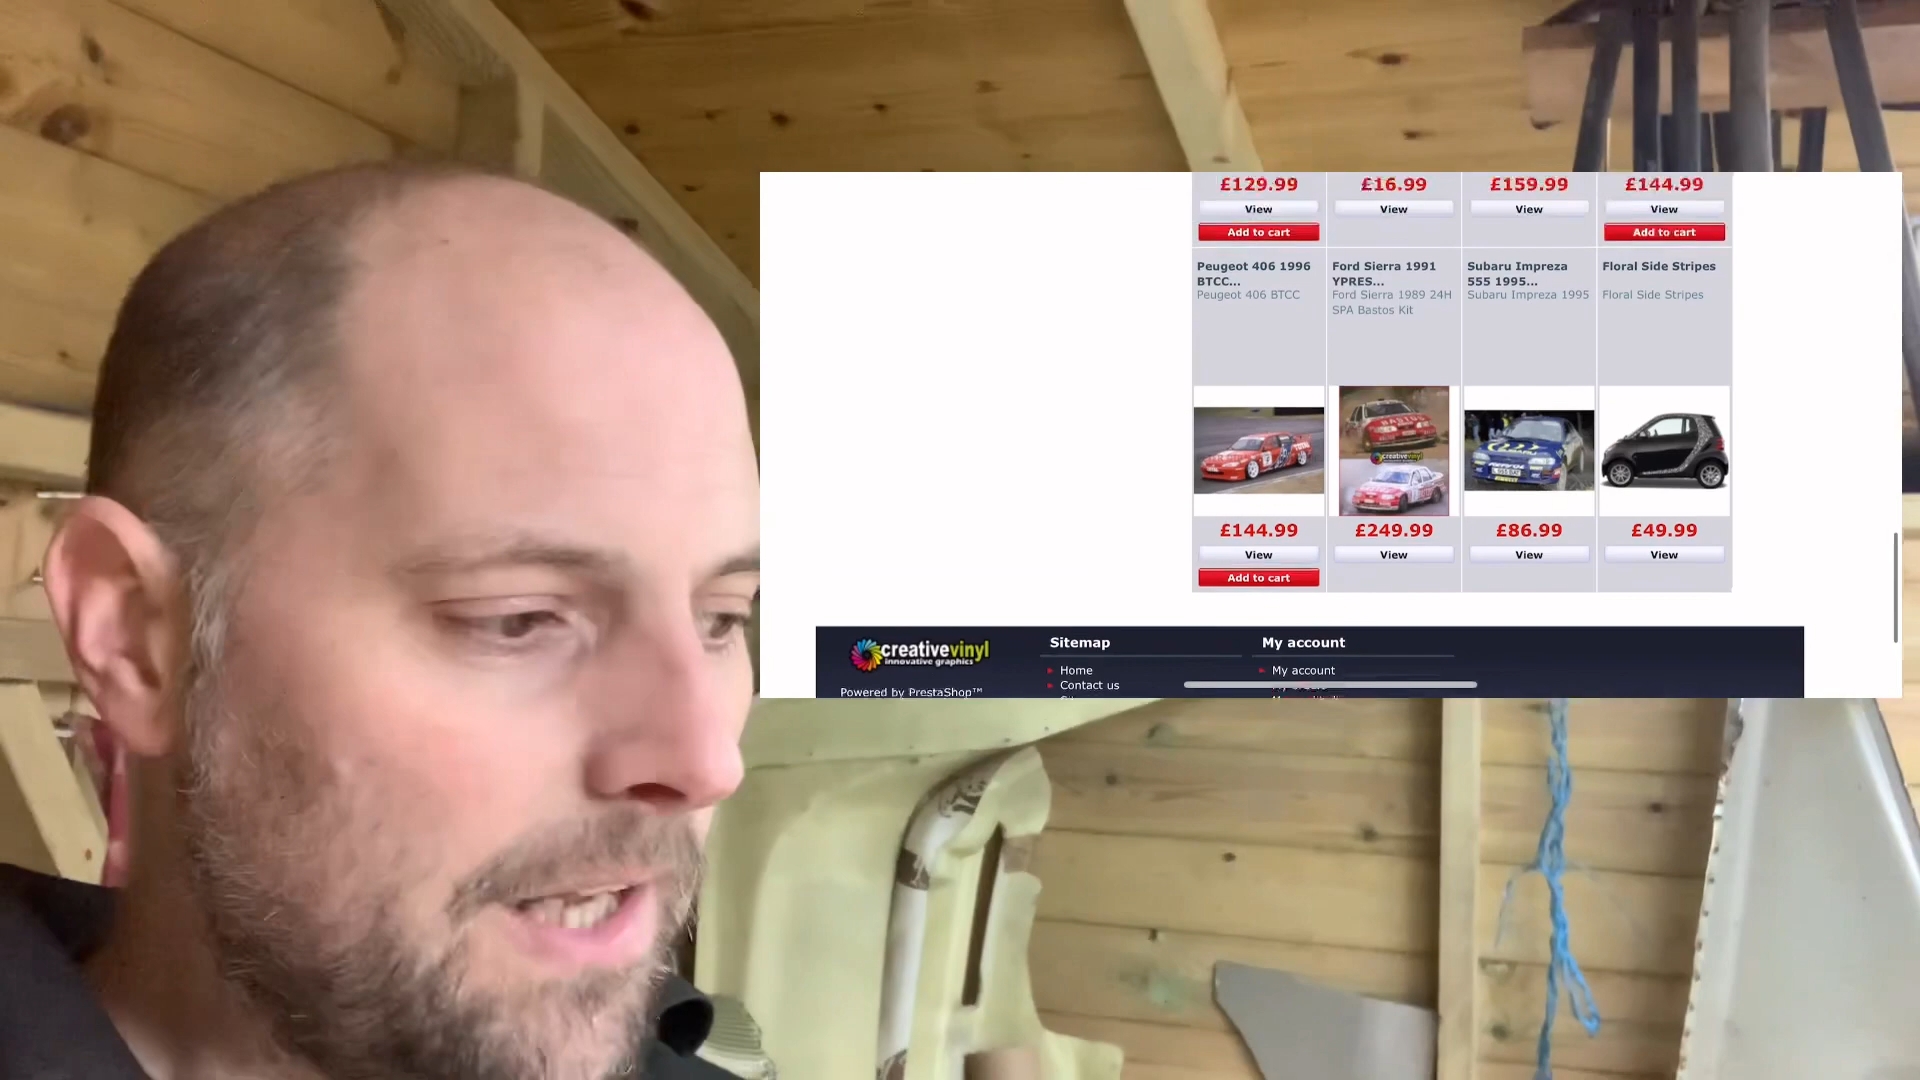 £129.99 £16.99 £159.99 £144.99
View View View View
Add to cart Add to cart
Peugeot 406 1996 BTCC...
Peugeot 406 BTCC
Ford Sierra 1991 YPRES...
Ford Sierra 1989 24H SPA Bastos Kit
Subaru Impreza 555 1995...
Subaru Impreza 1995
Floral Side Stripes
Floral Side Stripes
BASTOS
creativevinyl
£144.99 £249.99 £86.99 £49.99
View View View View
Add to cart
creativevinyl
innovative graphics
Powered by PrestaShop™
Sitemap
Home
Contact us
My account
My account